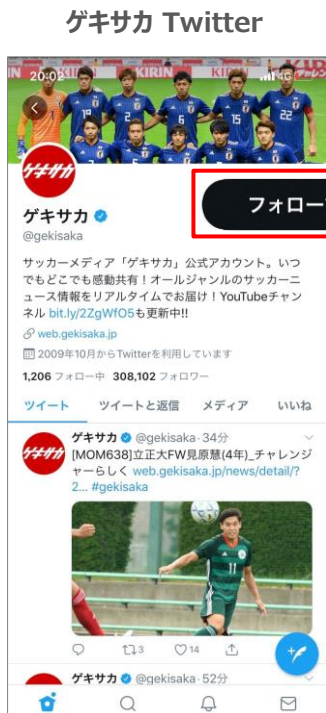 ゲキサカ Twitter
20:02
4G
KIRIN
KIRIN
ゲキサカ
フォロー
ゲキサカ
@gekisaka
サッカーメディア「ゲキサカ」公式アカウント。いつ
でもどこでも感動共有！オールジャンルのサッカーニ
ュース情報をリアルタイムでお届け！YouTubeチャン
ネル bit.ly/2ZgWfO5も更新中!!
web.gekisaka.jp
2009年10月からTwitterを利用しています
1,206 フォロー中 308,102 フォロワー
ツイート ツイートと返信 メディア いいね
ゲキサカ @gekisaka·34分
[MOM638]立正大FW見原慧(4年)_チャレンジ
ャーらしく web.gekisaka.jp/news/detail/?
2... #gekisaka
11
3 14
ゲキサカ @gekisaka·52分